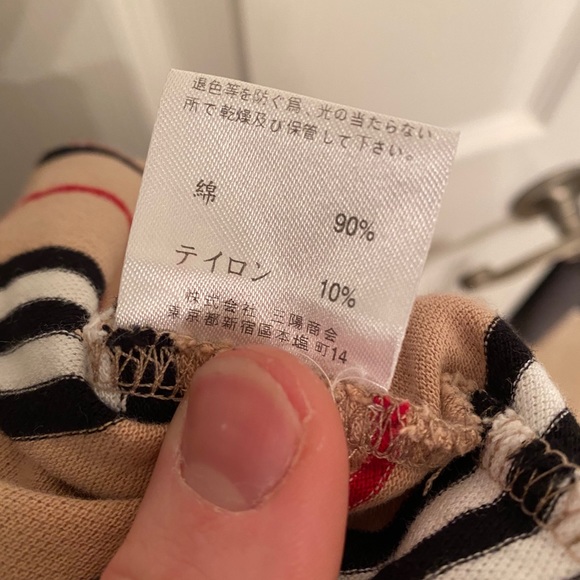 退色等を防ぐ為、光の当たらない
所で乾燥及び保管して下さい。
綿 90%
テイロン 10%
株式会社 三陽商会
東京都新宿區本塩町14